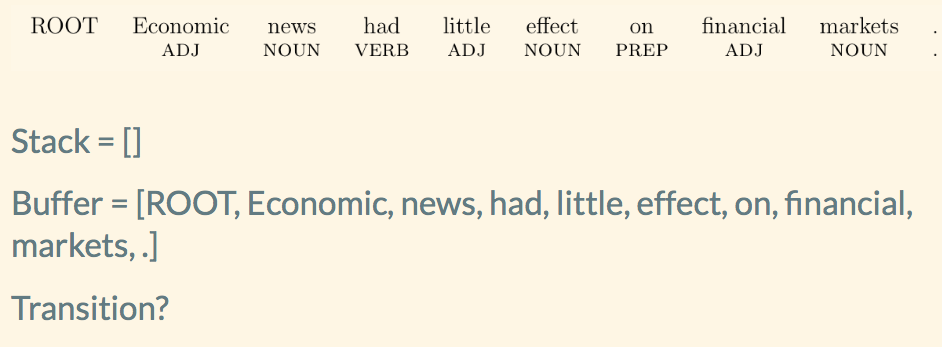 ROOT Economic news had little effect on financial markets .
ADJ NOUN VERB ADJ NOUN PREP ADJ NOUN .
Stack = []
Buffer = [ROOT, Economic, news, had, little, effect, on, financial,
markets, .]
Transition?